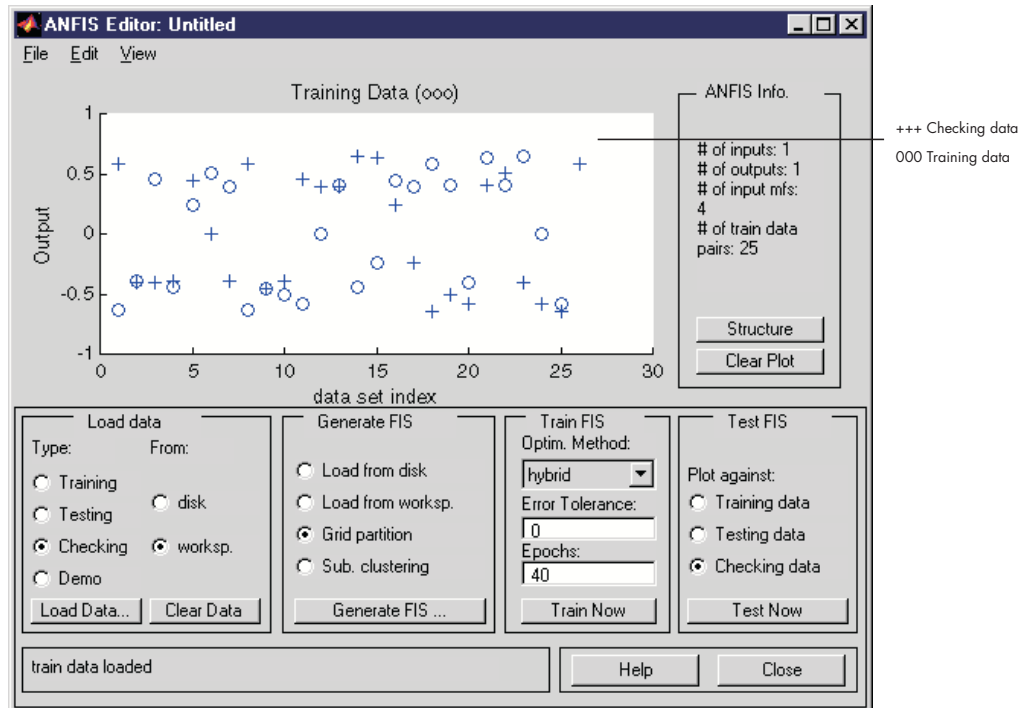 ANFIS Editor: Untitled
File Edit View
Training Data (ooo)
1
0.5
0
-0.5
-1
Output
0 5 10 15 20 25 30
data set index
ANFIS Info.
# of inputs: 1
# of outputs: 1
# of input mfs:
4
# of train data
pairs: 25
Structure
Clear Plot
+++ Checking data
000 Training data
Load data
Type: From:
Training
Testing
Checking
Demo
disk
worksp.
Load Data... Clear Data
Generate FIS
Load from disk
Load from worksp.
Grid partition
Sub. clustering
Generate FIS ...
Train FIS
Optim. Method:
hybrid
Error Tolerance:
0
Epochs:
40
Train Now
Test FIS
Plot against:
Training data
Testing data
Checking data
Test Now
train data loaded
Help Close